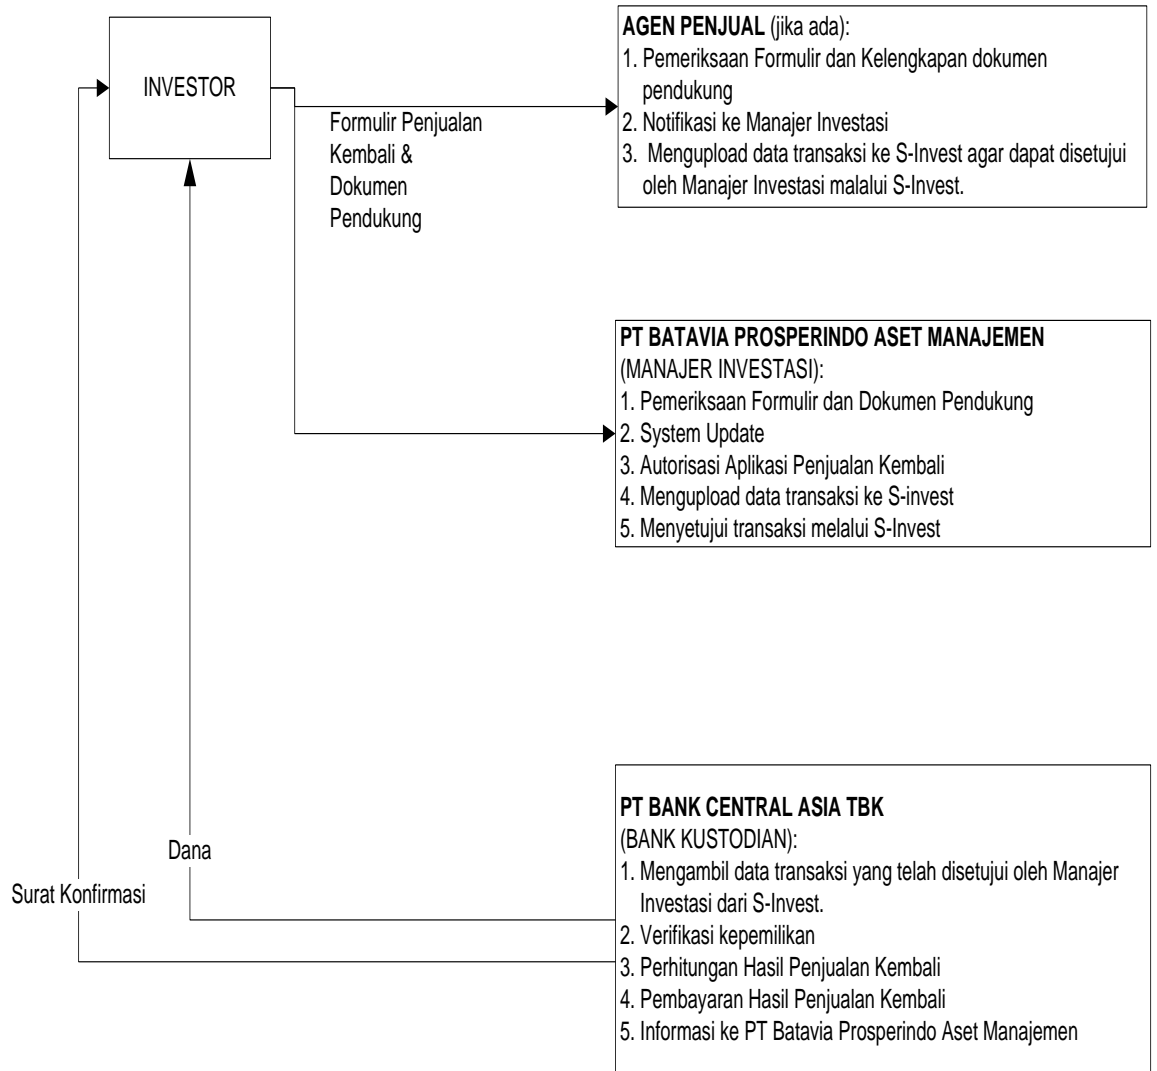 INVESTOR
Formulir Penjualan
Kembali &
Dokumen
Pendukung
AGEN PENJUAL (jika ada):
1. Pemeriksaan Formulir dan Kelengkapan dokumen
pendukung
2. Notifikasi ke Manajer Investasi
3. Mengupload data transaksi ke S-Invest agar dapat disetujui
oleh Manajer Investasi malalui S-Invest.
PT BATAVIA PROSPERINDO ASET MANAJEMEN
(MANAJER INVESTASI):
1. Pemeriksaan Formulir dan Dokumen Pendukung
2. System Update
3. Autorisasi Aplikasi Penjualan Kembali
4. Mengupload data transaksi ke S-invest
5. Menyetujui transaksi melalui S-Invest
Dana
Surat Konfirmasi
PT BANK CENTRAL ASIA TBK
(BANK KUSTODIAN):
1. Mengambil data transaksi yang telah disetujui oleh Manajer
Investasi dari S-Invest.
2. Verifikasi kepemilikan
3. Perhitungan Hasil Penjualan Kembali
4. Pembayaran Hasil Penjualan Kembali
5. Informasi ke PT Batavia Prosperindo Aset Manajemen